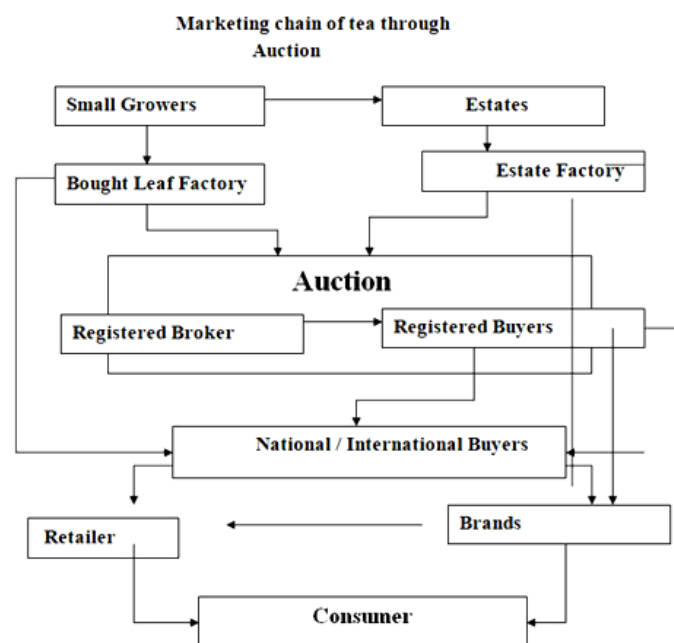 Marketing chain of tea through
Auction
Small Growers
Estates
Bought Leaf Factory
Estate Factory
Auction
Registered Broker
Registered Buyers
National / International Buyers
Retailer
Brands
Consumer